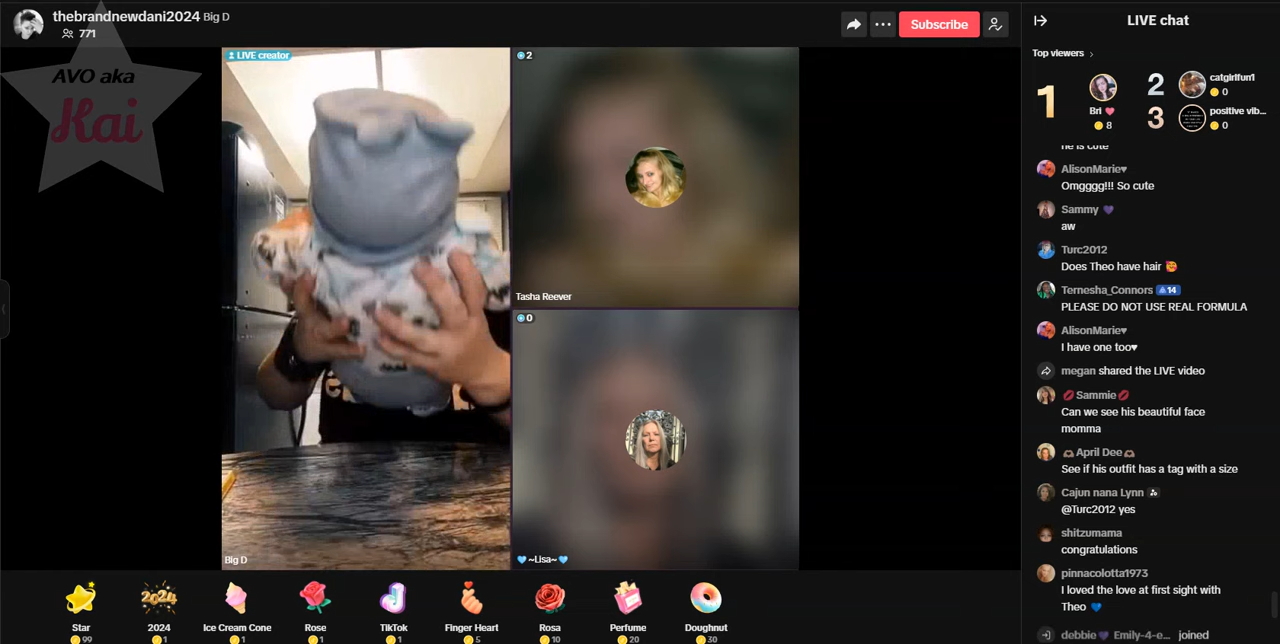 thebrandnewdani2024 Big D
771
Subscribe
LIVE chat
AVO aka
Kai
LIVE creator
2
Tasha Reever
0
~Lisa~
Big D
Top viewers
1
Bri
8
2
catgirlfun1
0
3
positive vib...
0
he is cute
AlisonMarie♥
Omgggg!!! So cute
Sammy 💜
aw
Turc2012
Does Theo have hair 🥰
Ternesha_Connors 14
PLEASE DO NOT USE REAL FORMULA
AlisonMarie♥
I have one too♥
megan shared the LIVE video
💋Sammie💋
Can we see his beautiful face
momma
April Dee
See if his outfit has a tag with a size
Cajun nana Lynn
@Turc2012 yes
shitzumama
congratulations
pinnacolotta1973
I loved the love at first sight with
Theo 💙
debbie💜 Emily-4-e... joined
2024
Star
99
2024
1
Ice Cream Cone
1
Rose
1
TikTok
1
Finger Heart
5
Rosa
10
Perfume
20
Doughnut
30